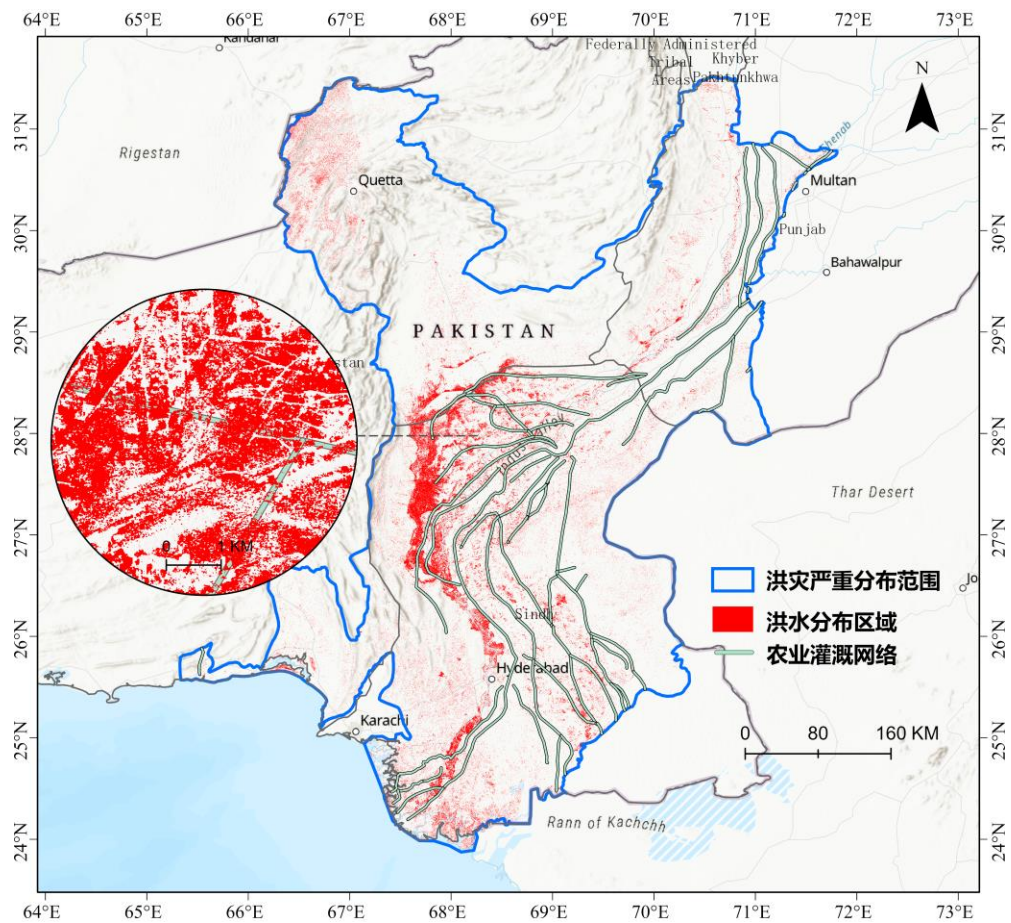 64°E 65°E 66°E 67°E 68°E 69°E 70°E 71°E 72°E 73°E
Kandahar
Federally Administered
Tribal
Areas
Khyber
Pakhtunkhwa
N
31°N 31°N
Rigestan
Chenab
Quetta
Multan
30°N 30°N
Punjab
Bahawalpur
29°N 29°N
PAKISTAN
stan
28°N 28°N
Indus Valley
Thar Desert
27°N 27°N
0 1 KM
Jo
洪灾严重分布范围
洪水分布区域
农业灌溉网络
26°N 26°N
Sindh
Hyderabad
Karachi
25°N 25°N
0 80 160 KM
Rann of Kachchh
24°N 24°N
64°E 65°E 66°E 67°E 68°E 69°E 70°E 71°E 72°E 73°E